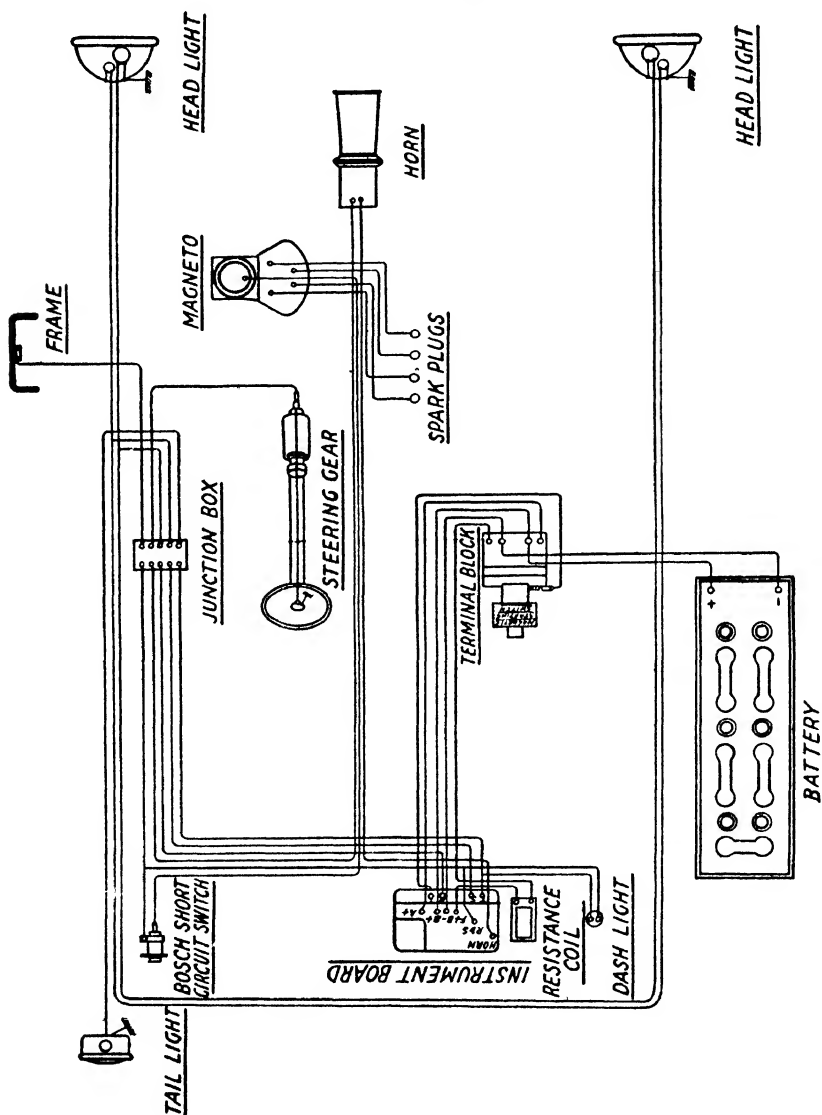 HEAD LIGHT
HEAD LIGHT
HORN
MAGNETO
FRAME
SPARK PLUGS
STEERING GEAR
JUNCTION BOX
TERMINAL BLOCK
+
-
BATTERY
BOSCH SHORT
CIRCUIT SWITCH
TAIL LIGHT
A+
F+B-B+
HORN
INSTRUMENT BOARD
RESISTANCE
COIL
DASH LIGHT